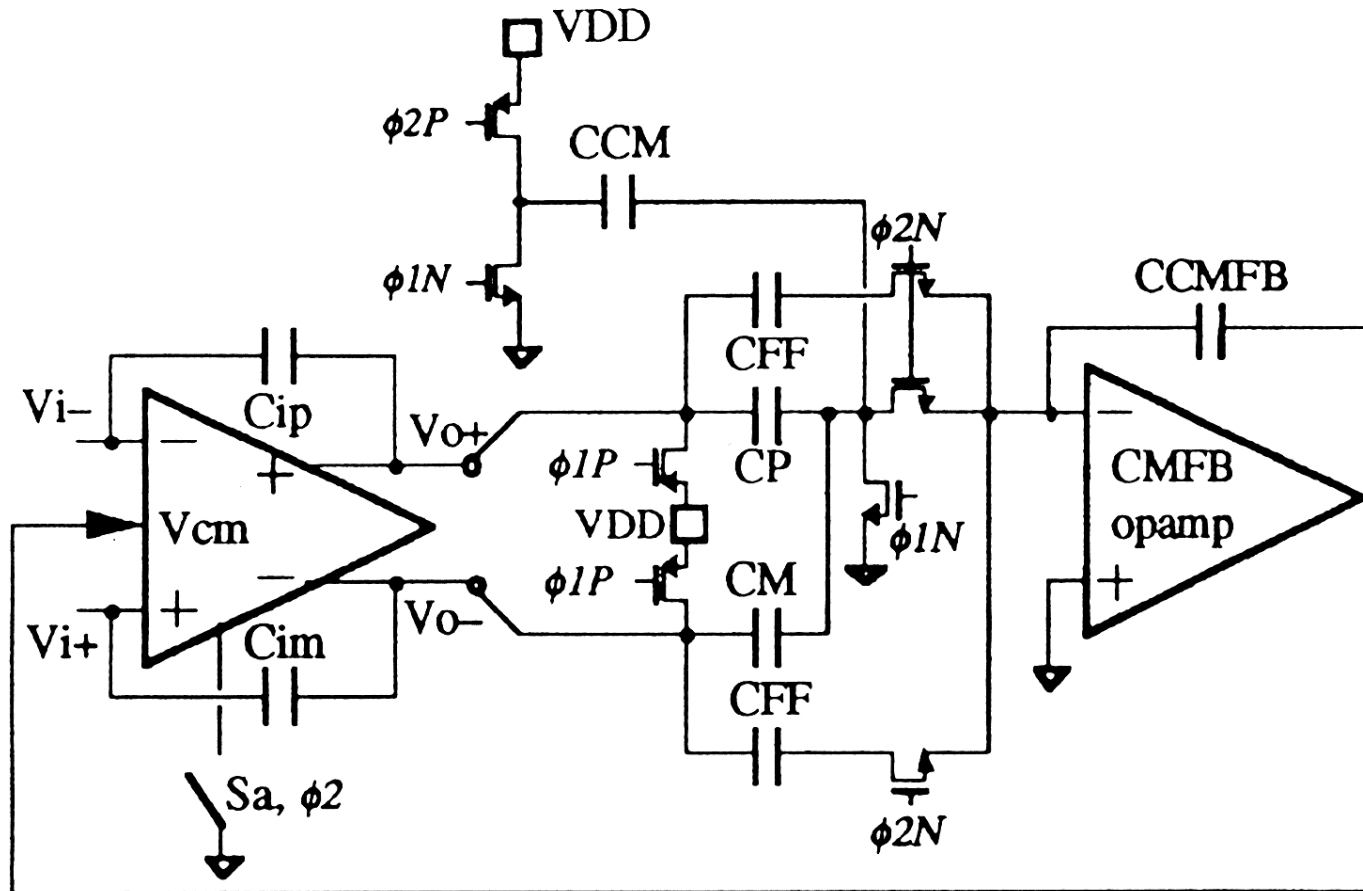 VDD
ϕ2P
CCM
ϕ1N
ϕ2N
CCMFB
CFF
Cip
Vi−
Vo+
CP
ϕ1P
+
−
−
Vcm
VDD
CMFB
opamp
ϕ1N
ϕ1P
CM
−
+
+
Vo−
Vi+
Cim
CFF
Sa, ϕ2
ϕ2N